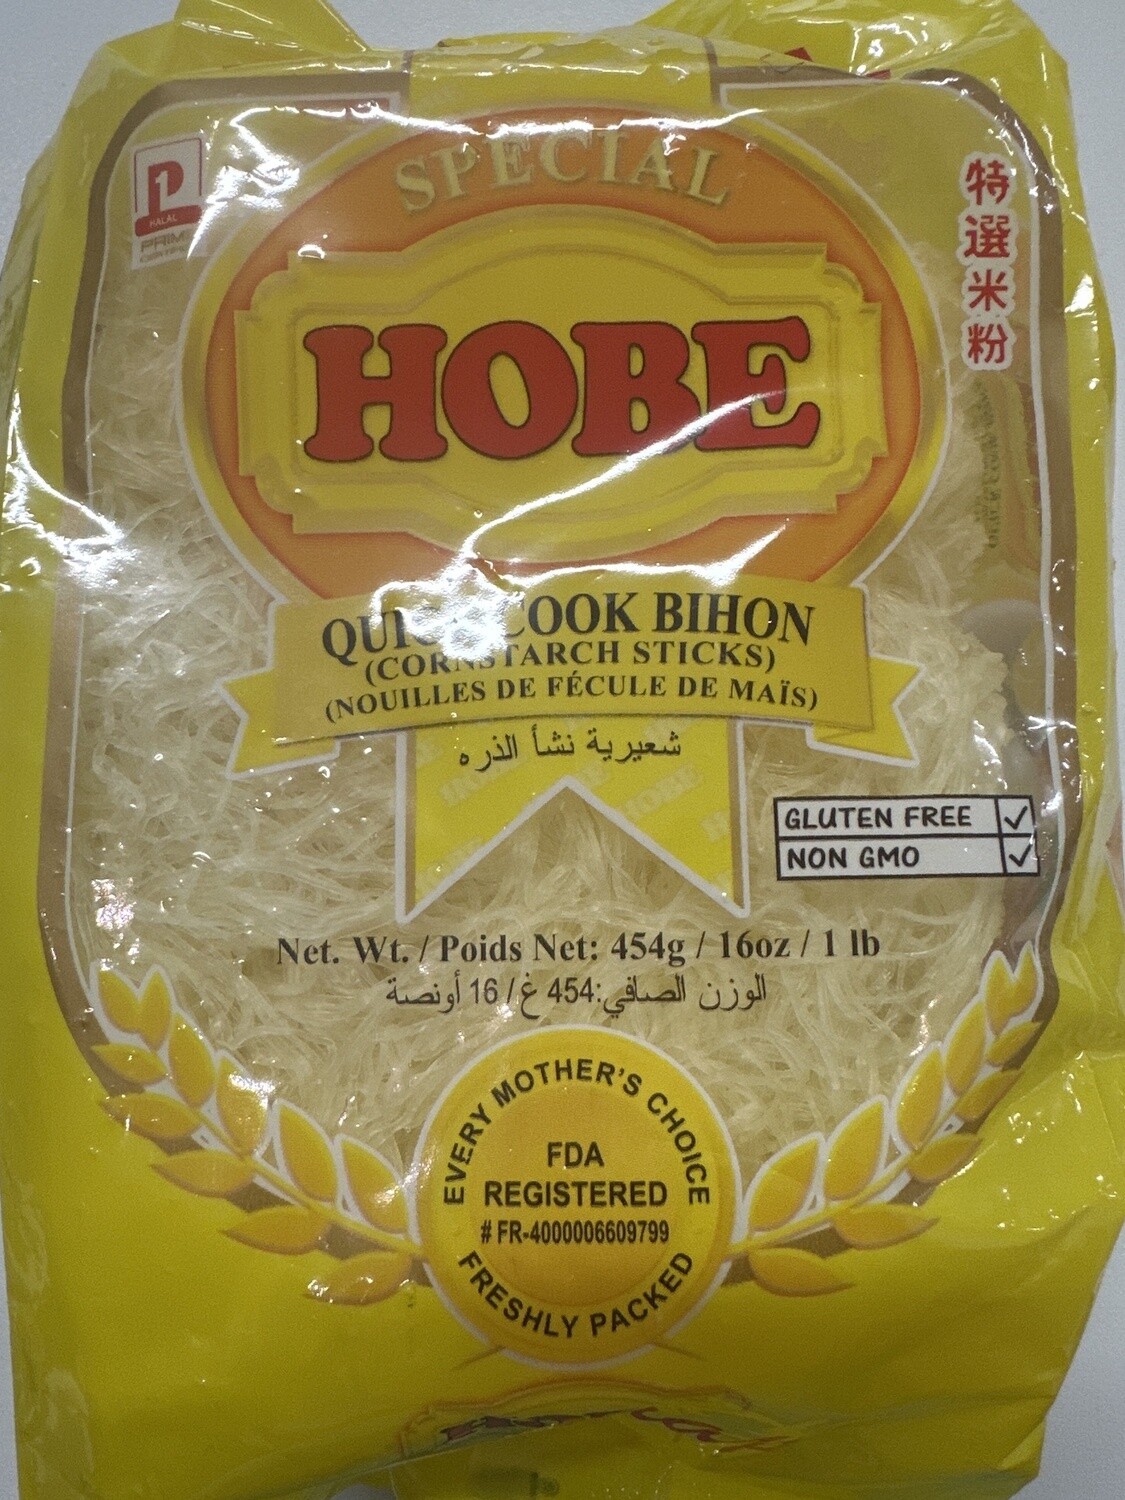 SPECIAL
HALAL
特選米粉
HOBE
QUICK COOK BIHON
(CORNSTARCH STICKS)
(NOUILLES DE FÉCULE DE MAÏS)
شعيرية نشأ الذره
GLUTEN FREE ✓
NON GMO ✓
Net. Wt. / Poids Net: 454g / 16oz / 1 lb
الوزن الصافي:454 غ/ 16 أونصة
EVERY MOTHER'S CHOICE
FDA
REGISTERED
# FR-4000006609799
FRESHLY PACKED